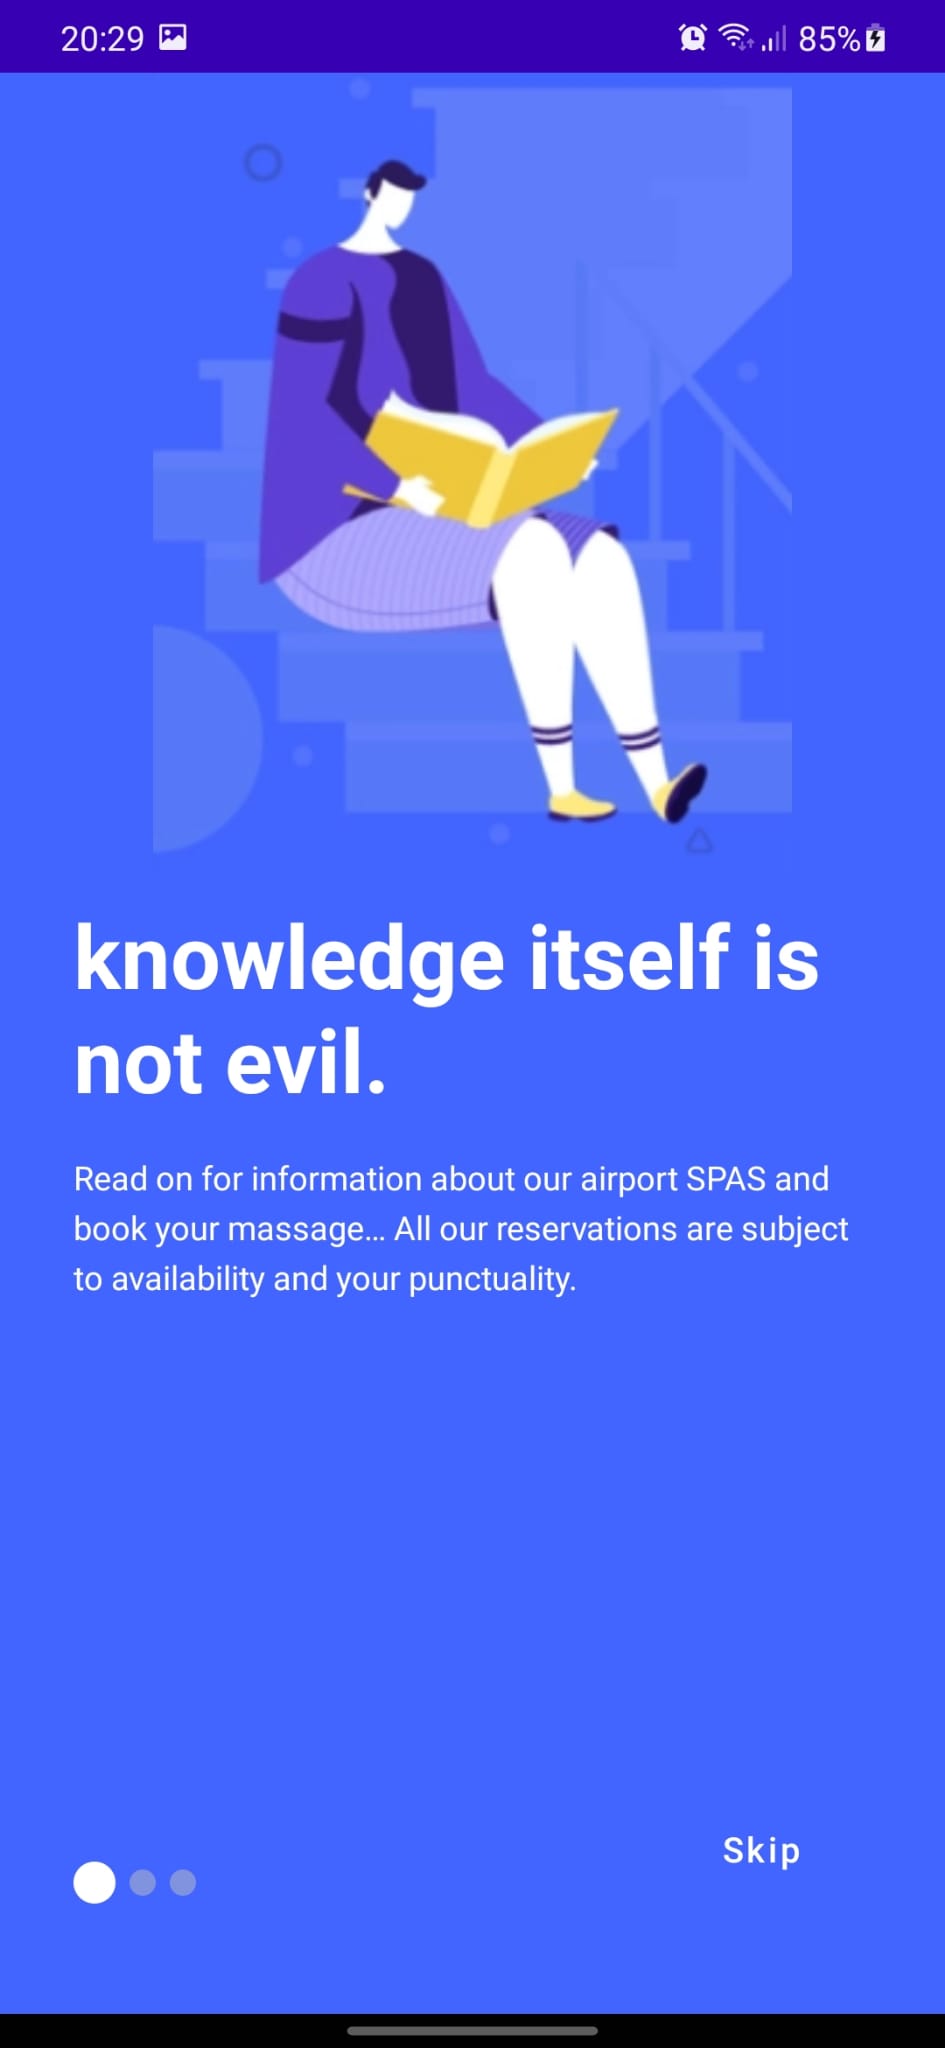 20:29
85%
knowledge itself is
not evil.
Read on for information about our airport SPAS and
book your massage... All our reservations are subject
to availability and your punctuality.
Skip